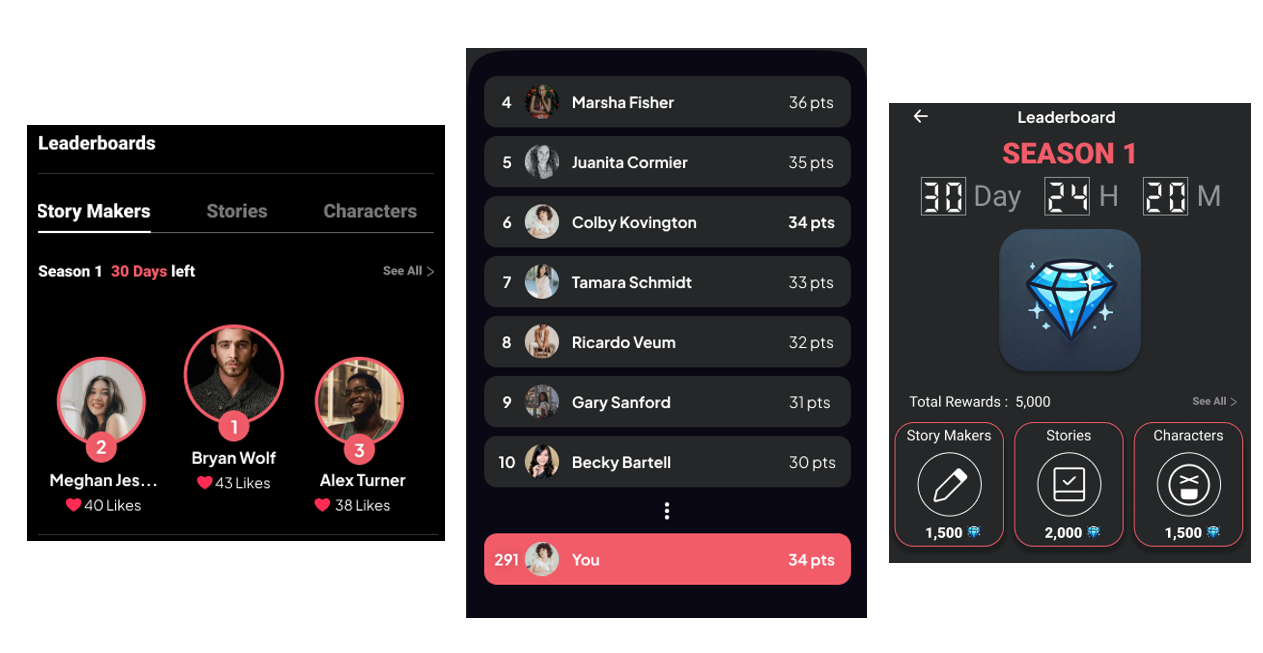 Leaderboards
Story Makers Stories Characters
Season 1 30 Days left See All >
2
1
3
Bryan Wolf
43 Likes
Meghan Jes...
40 Likes
Alex Turner
38 Likes
4 Marsha Fisher 36 pts
5 Juanita Cormier 35 pts
6 Colby Kovington 34 pts
7 Tamara Schmidt 33 pts
8 Ricardo Veum 32 pts
9 Gary Sanford 31 pts
10 Becky Bartell 30 pts
291 You 34 pts
Leaderboard
SEASON 1
30 Day 24 H 20 M
Total Rewards : 5,000 See All >
Story Makers Stories Characters
1,500 2,000 1,500